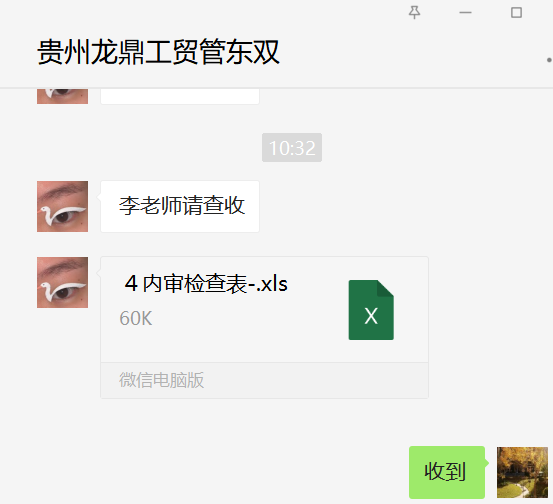 贵州龙鼎工贸管东双
10:32
李老师请查收
４内审检查表-.xls
60K
X
微信电脑版
收到